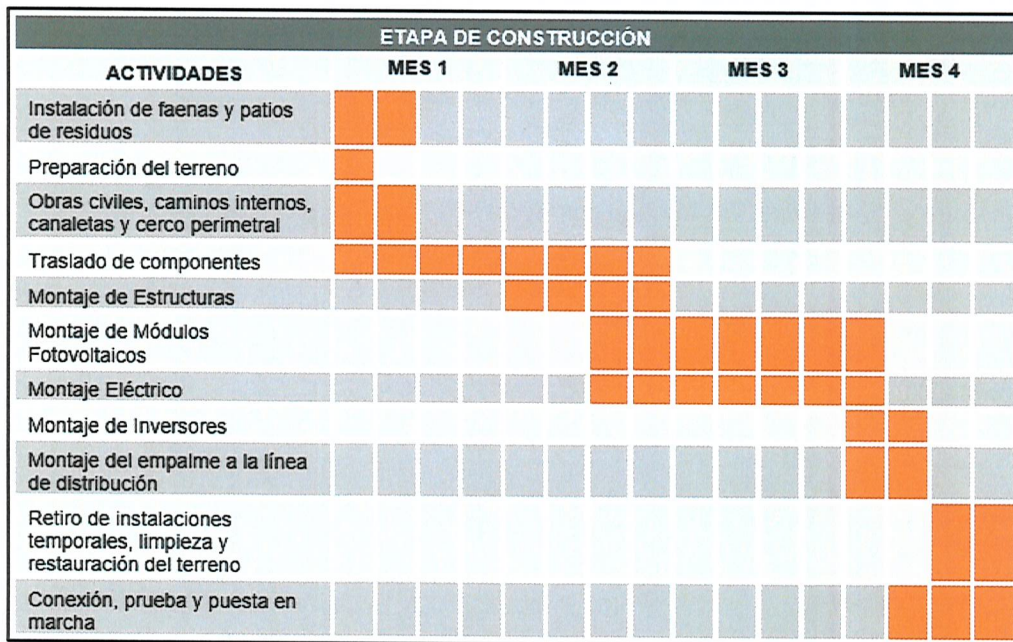 ETAPA DE CONSTRUCCIÓN
ACTIVIDADES MES 1 MES 2 MES 3 MES 4
Instalación de faenas y patios
de residuos
Preparación del terreno
Obras civiles, caminos internos,
canaletas y cerco perimetral
Traslado de componentes
Montaje de Estructuras
Montaje de Módulos
Fotovoltaicos
Montaje Eléctrico
Montaje de Inversores
Montaje del empalme a la línea
de distribución
Retiro de instalaciones
temporales, limpieza y
restauración del terreno
Conexión, prueba y puesta en
marcha